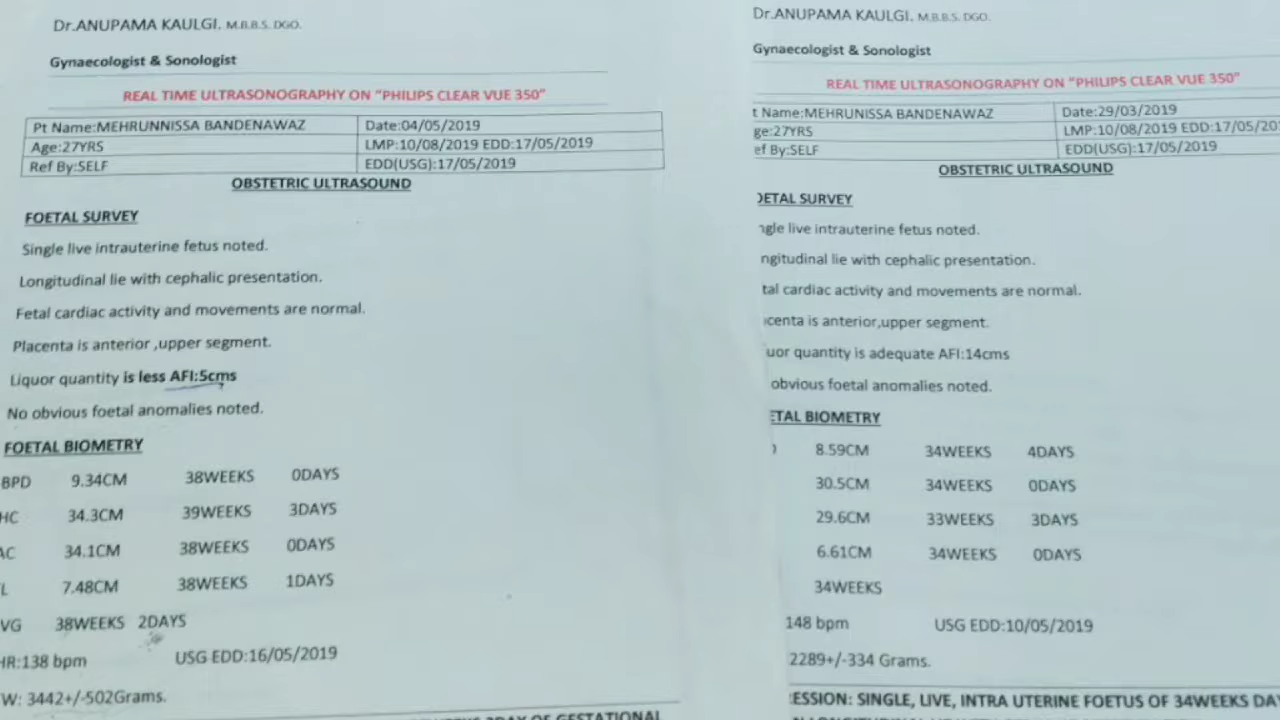 Dr.ANUPAMA KAULGI. M.B.B.S. DGO.
Gynaecologist & Sonologist
REAL TIME ULTRASONOGRAPHY ON "PHILIPS CLEAR VUE 350"
Pt Name:MEHRUNNISSA BANDENAWAZ Date:04/05/2019
Age:27YRS LMP:10/08/2019 EDD:17/05/2019
Ref By:SELF EDD(USG):17/05/2019
OBSTETRIC ULTRASOUND
FOETAL SURVEY
Single live intrauterine fetus noted.
Longitudinal lie with cephalic presentation.
Fetal cardiac activity and movements are normal.
Placenta is anterior ,upper segment.
Liquor quantity is less AFI:5cms
No obvious foetal anomalies noted.
FOETAL BIOMETRY
BPD 9.34CM 38WEEKS 0DAYS
HC 34.3CM 39WEEKS 3DAYS
AC 34.1CM 38WEEKS 0DAYS
L 7.48CM 38WEEKS 1DAYS
VG 38WEEKS 2DAYS
HR:138 bpm USG EDD:16/05/2019
W: 3442+/-502Grams.
OF GESTATIONAL
Dr.ANUPAMA KAULGI. M.B.B.S. DGO.
Gynaecologist & Sonologist
REAL TIME ULTRASONOGRAPHY ON "PHILIPS CLEAR VUE 350"
t Name:MEHRUNISSA BANDENAWAZ Date:29/03/2019
ge:27YRS LMP:10/08/2019 EDD:17/05/201
ef By:SELF EDD(USG):17/05/2019
OBSTETRIC ULTRASOUND
OETAL SURVEY
ngle live intrauterine fetus noted.
ngitudinal lie with cephalic presentation.
tal cardiac activity and movements are normal.
centa is anterior,upper segment.
uor quantity is adequate AFI:14cms
obvious foetal anomalies noted.
ETAL BIOMETRY
8.59CM 34WEEKS 4DAYS
30.5CM 34WEEKS 0DAYS
29.6CM 33WEEKS 3DAYS
6.61CM 34WEEKS 0DAYS
34WEEKS
148 bpm USG EDD:10/05/2019
2289+/-334 Grams.
ESSION: SINGLE, LIVE, INTRA UTERINE FOETUS OF 34WEEKS DA